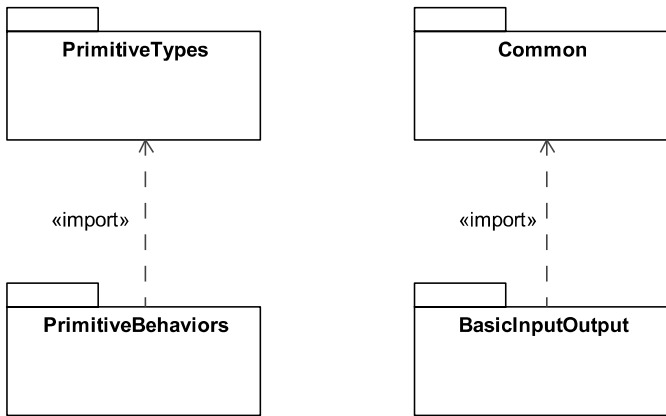 PrimitiveTypes
Common
«import»
«import»
PrimitiveBehaviors
BasicInputOutput